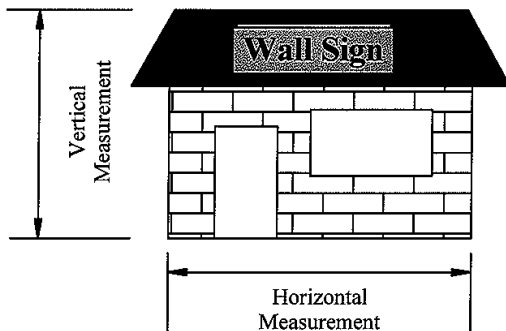 Wall Sign
Vertical
Measurement
Horizontal
Measurement